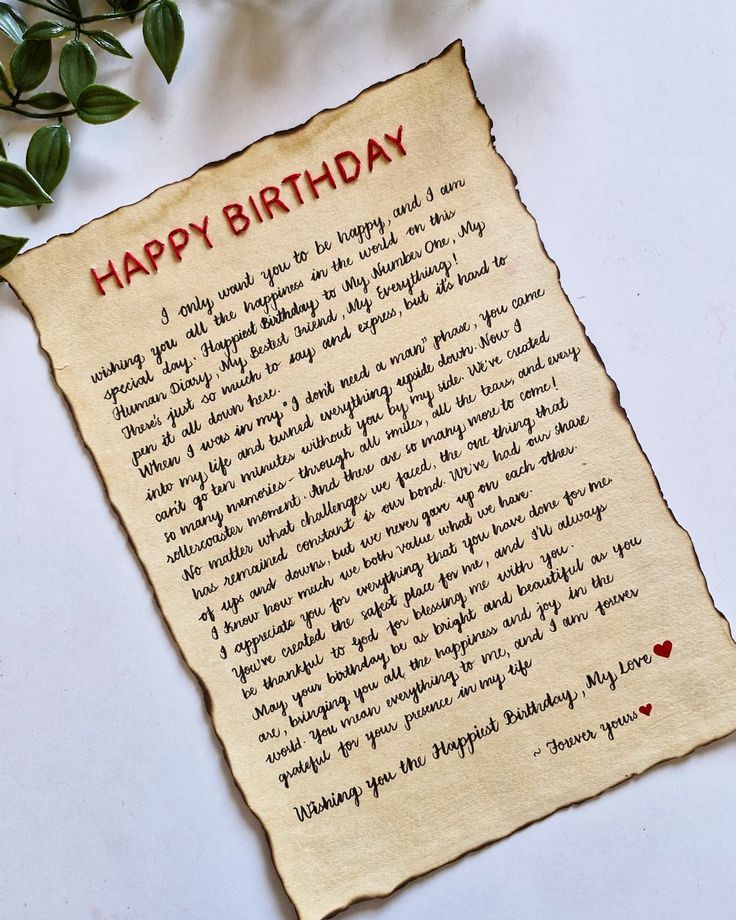 HAPPY BIRTHDAY
I only want you to be happy, and I am
wishing you all the happiness in the world on this
special day. Happiest Birthday to My Number One, My
Human Diary, My Bestest Friend, My Everything!
There's just so much to say and express, but it's hard to
pen it all down here.
When I was in my "I don't need a man" phase, you came
into my life and turned everything upside down. Now I
can't go ten minutes without you by my side. We've created
so many memories - through all smiles, all the tears, and every
rollercoaster moment. And there are so many more to come!
No matter what challenges we faced, the one thing that
has remained constant is our bond. We've had our share
of ups and downs, but we never gave up on each other.
I know how much we both value what we have.
I appreciate you for everything that you have done for me.
You've created the safest place for me, and I'll always
be thankful to God for blessing me with you.
May your birthday be as bright and beautiful as you
are, bringing you all the happiness and joy in the
world. You mean everything to me, and I am forever
grateful for your presence in my life
Wishing you the Happiest Birthday, My Love ♥
~ Forever yours ♥